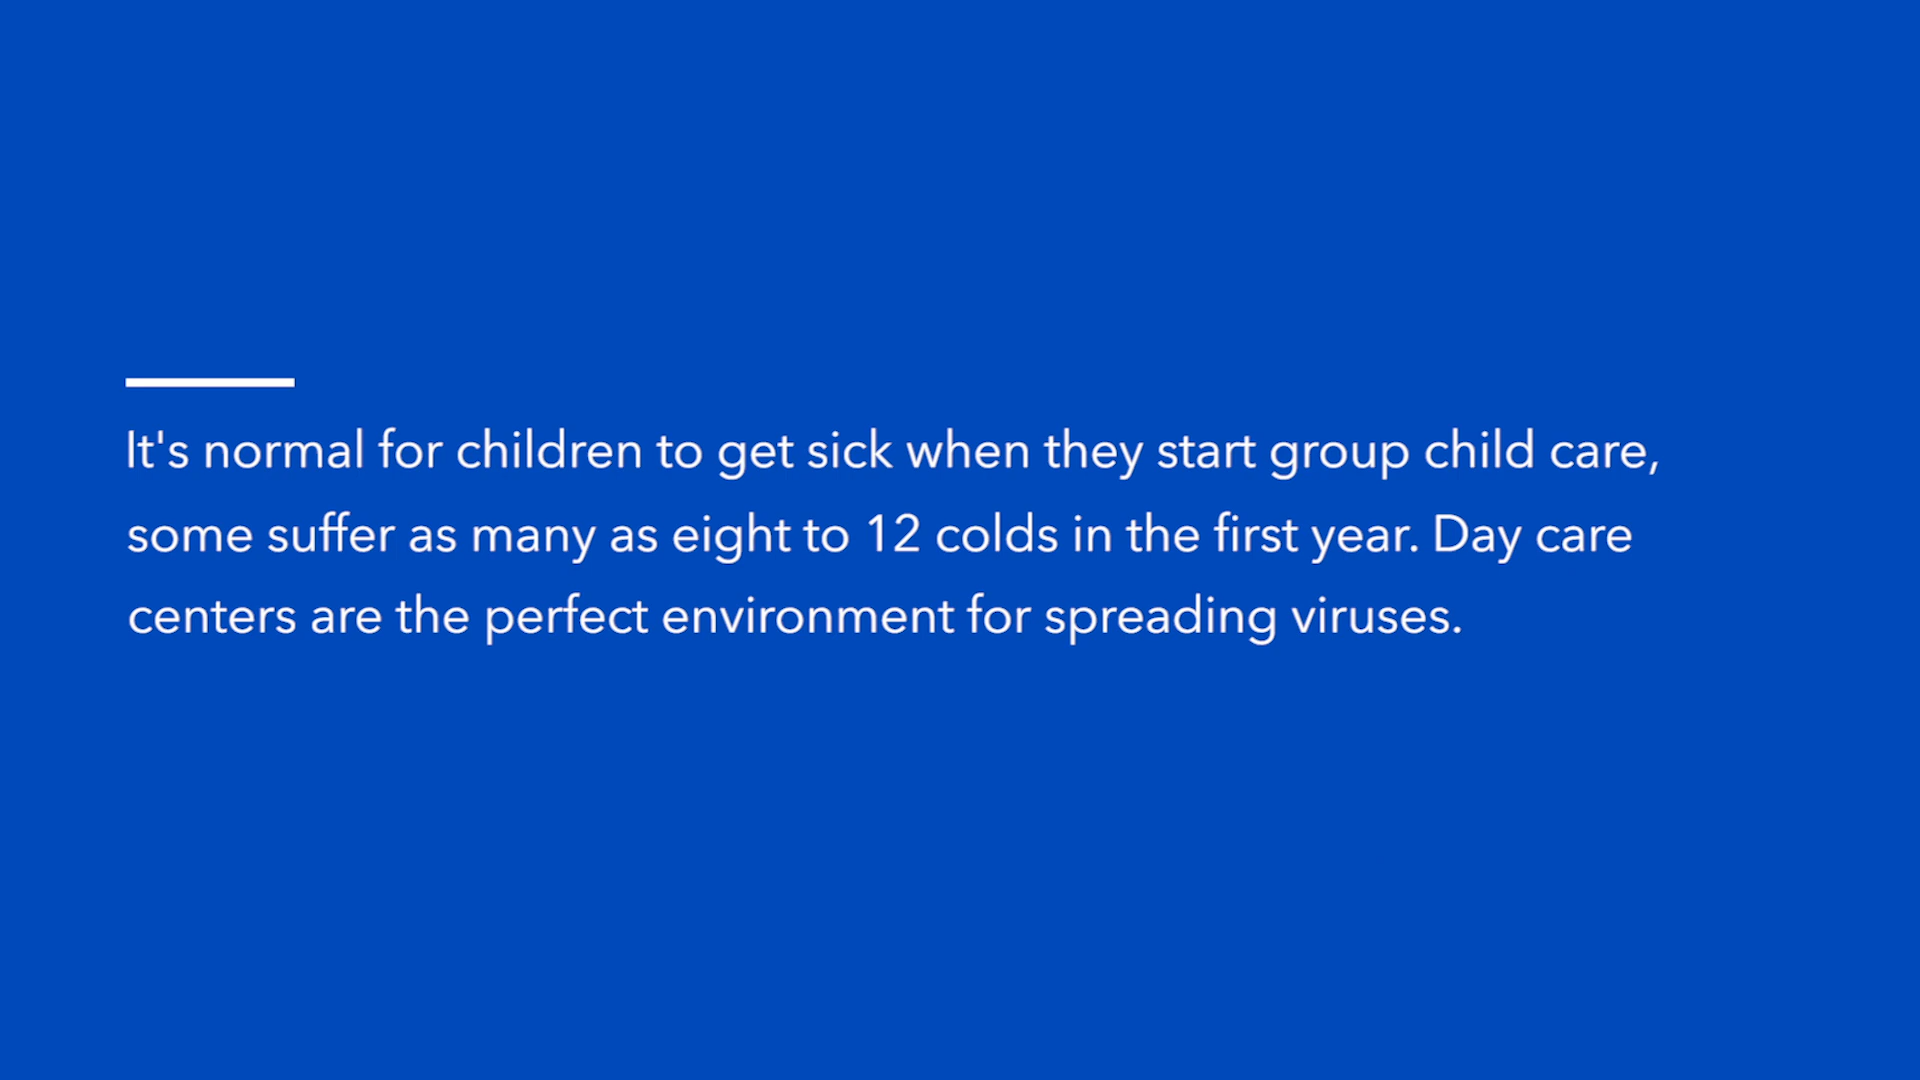 It's normal for children to get sick when they start group child care,
some suffer as many as eight to 12 colds in the first year. Day care
centers are the perfect environment for spreading viruses.